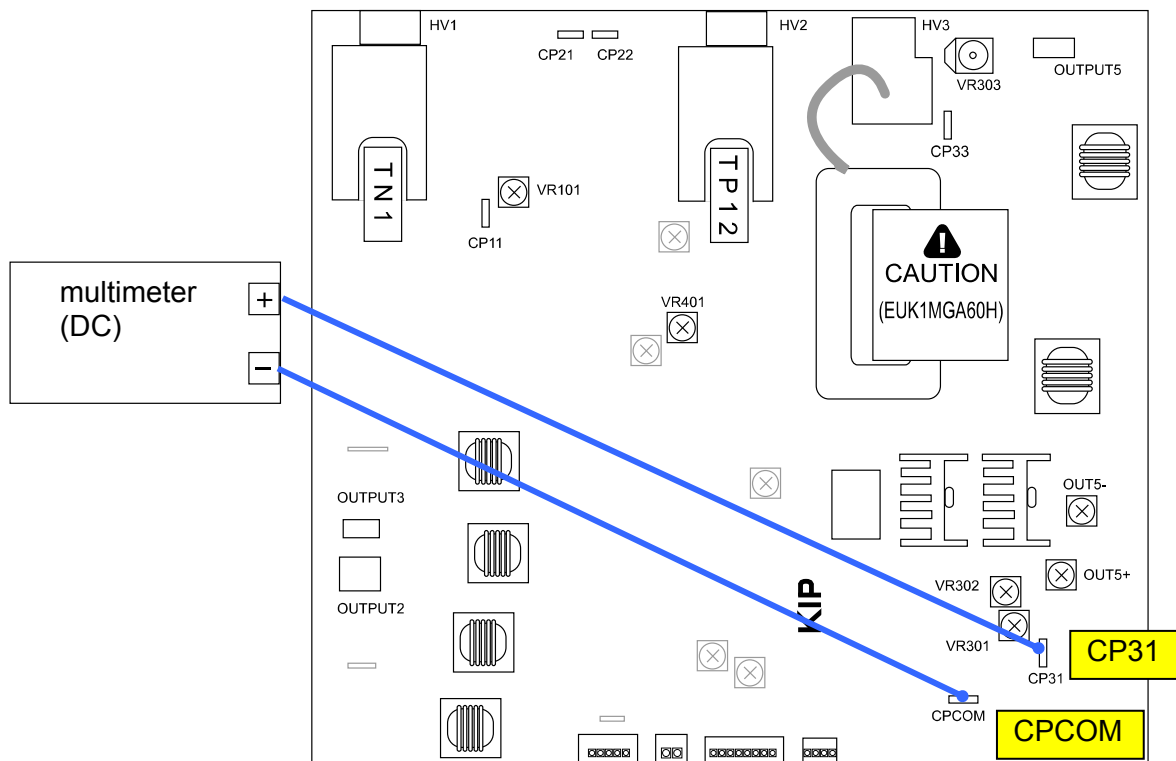 HV1
HV2
HV3
CP21
CP22
VR303
OUTPUT5
CP33
TN1
TP12
VR101
CP11
CAUTION
(EUK1MGA60H)
multimeter
(DC)
+
−
VR401
OUTPUT3
OUTPUT2
OUT5-
OUT5+
VR302
VR301
KIP
CP31
CP31
CPCOM
CPCOM